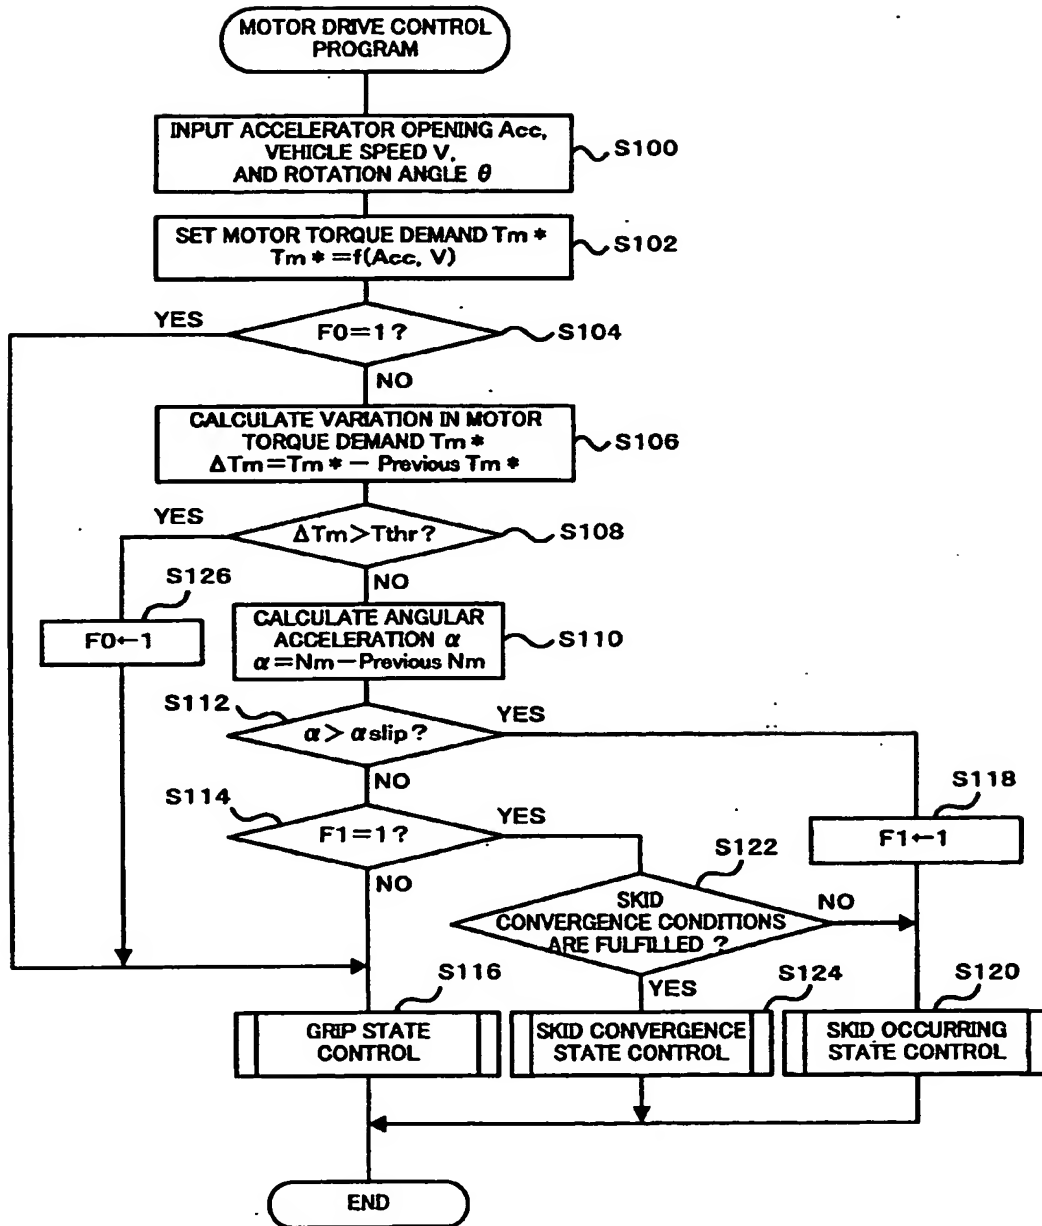 MOTOR DRIVE CONTROL
PROGRAM
INPUT ACCELERATOR OPENING Acc,
VEHICLE SPEED V,
AND ROTATION ANGLE θ
S100
SET MOTOR TORQUE DEMAND Tm*
Tm*=f(Acc, V)
S102
YES
F0=1?
S104
NO
CALCULATE VARIATION IN MOTOR
TORQUE DEMAND Tm*
ΔTm=Tm* − Previous Tm*
S106
YES
ΔTm>Tthr?
S108
NO
S126
F0←1
CALCULATE ANGULAR
ACCELERATION α
α=Nm−Previous Nm
S110
S112
α>αslip?
YES
NO
S118
F1←1
S114
F1=1?
YES
NO
S122
SKID
CONVERGENCE CONDITIONS
ARE FULFILLED ?
NO
YES
S116
GRIP STATE
CONTROL
S124
SKID CONVERGENCE
STATE CONTROL
S120
SKID OCCURRING
STATE CONTROL
END